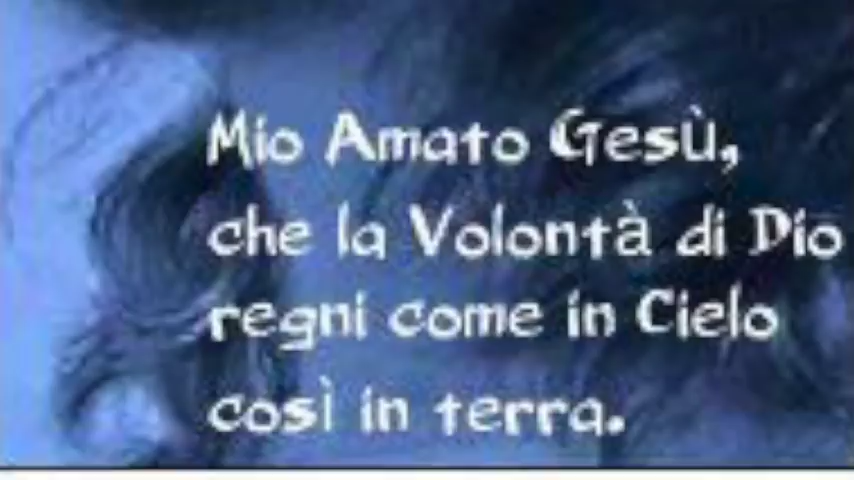 Mio Amato Gesù,
che la Volontà di Dio
regni come in Cielo
così in terra.